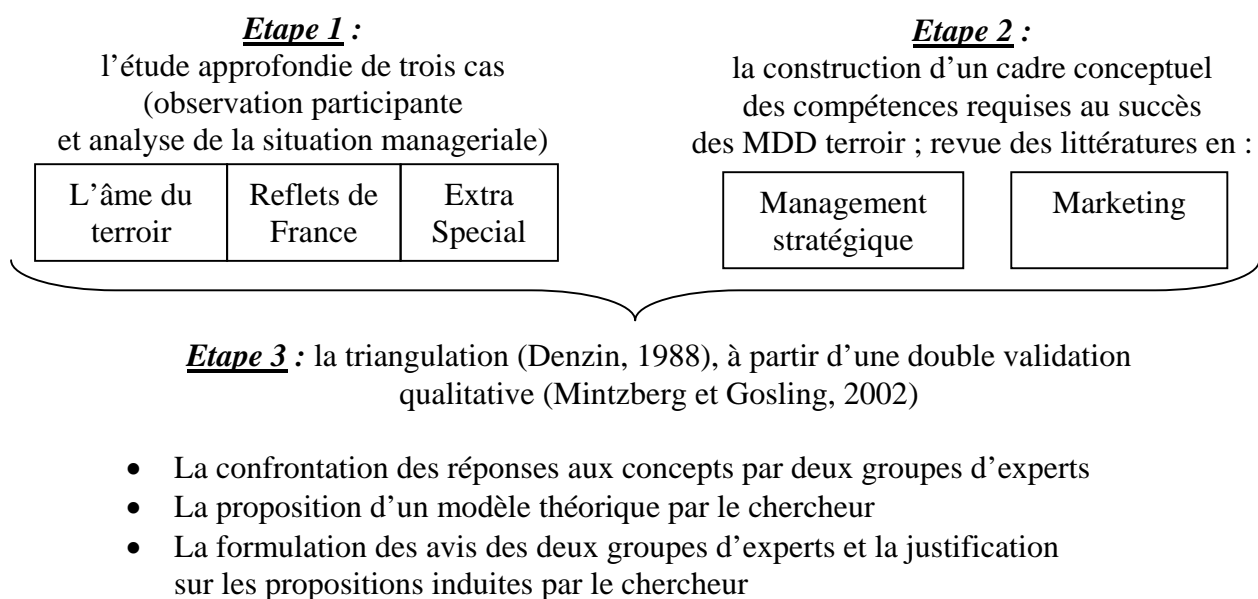 Etape 1 :
l’étude approfondie de trois cas
(observation participante
et analyse de la situation manageriale)
L’âme du
terroir
Reflets de
France
Extra
Special
Etape 2 :
la construction d’un cadre conceptuel
des compétences requises au succès
des MDD terroir ; revue des littératures en :
Management
stratégique
Marketing
Etape 3 : la triangulation (Denzin, 1988), à partir d’une double validation
qualitative (Mintzberg et Gosling, 2002)
• La confrontation des réponses aux concepts par deux groupes d’experts
• La proposition d’un modèle théorique par le chercheur
• La formulation des avis des deux groupes d’experts et la justification
sur les propositions induites par le chercheur